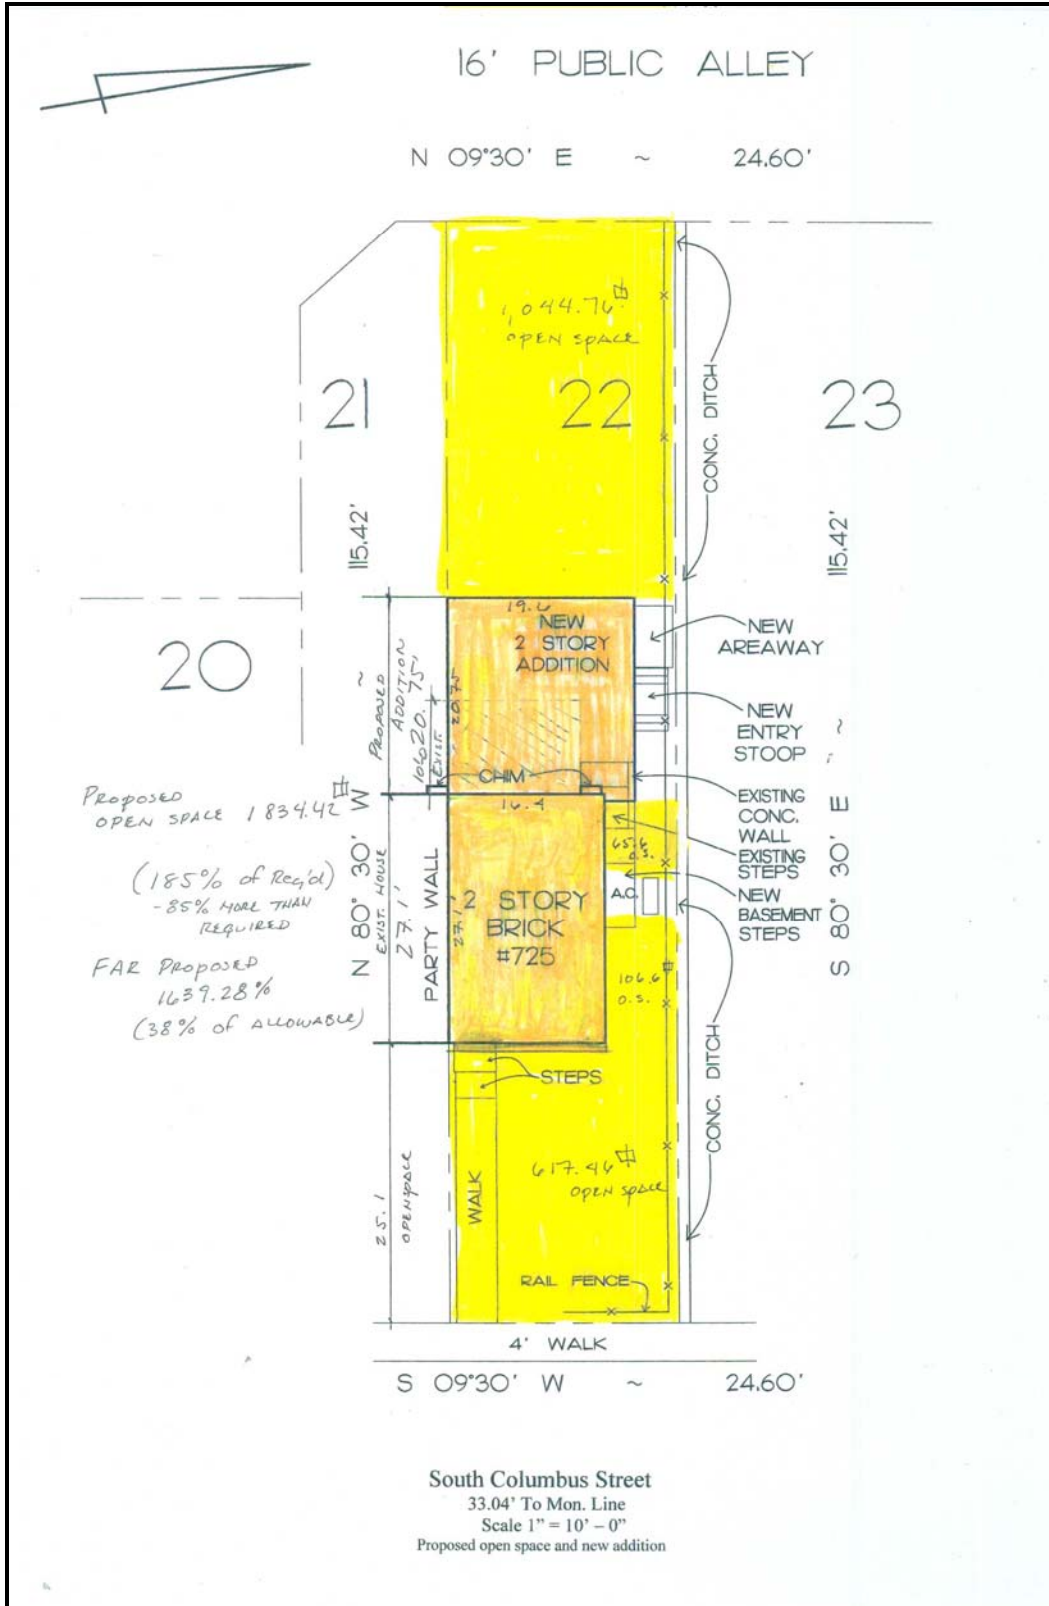 16' PUBLIC ALLEY
N 09°30' E ~ 24.60'
1,044.76
OPEN SPACE
21
22
23
CONC. DITCH
115.42'
115.42'
20
~
PROPOSED
ADDITION
20.75'
EXIST.
20.75
19.6
NEW
2 STORY
ADDITION
NEW
AREAWAY
NEW
ENTRY
STOOP
~
CHIM
16.4
EXISTING
CONC.
WALL
EXISTING
STEPS
NEW
BASEMENT
STEPS
65.6
O.S.
A.C.
PROPOSED
OPEN SPACE 1834.42
(185% of Req'd)
-85% MORE THAN
REQUIRED
FAR PROPOSED
1639.28%
(38% OF ALLOWABLE)
N 80° 30' W
EXIST. HOUSE
27.1'
PARTY WALL
27.1'
2 STORY
BRICK
#725
S 80° 30' E
106.6
O.S.
STEPS
CONC. DITCH
25.1
OPEN SPACE
WALK
617.46
OPEN SPACE
RAIL FENCE
4' WALK
S 09°30' W ~ 24.60'
South Columbus Street
33.04' To Mon. Line
Scale 1" = 10' – 0"
Proposed open space and new addition